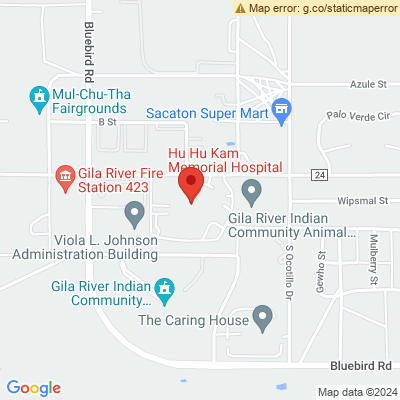 Map error: g.co/staticmaperror
Bluebird Rd
Azule St
Mul-Chu-Tha
Fairgrounds
B St
Sacaton Super Mart
Palo Verde Cir
Hu Hu Kam
Memorial Hospital
Gila River Fire
Station 423
24
Gila River Indian
Community Animal...
Wipsmal St
Viola L. Johnson
Administration Building
S Ocotillo Dr
Gewho St
Mulberry St
Gila River Indian
Community...
The Caring House
Bluebird Rd
Google
Map data ©2024